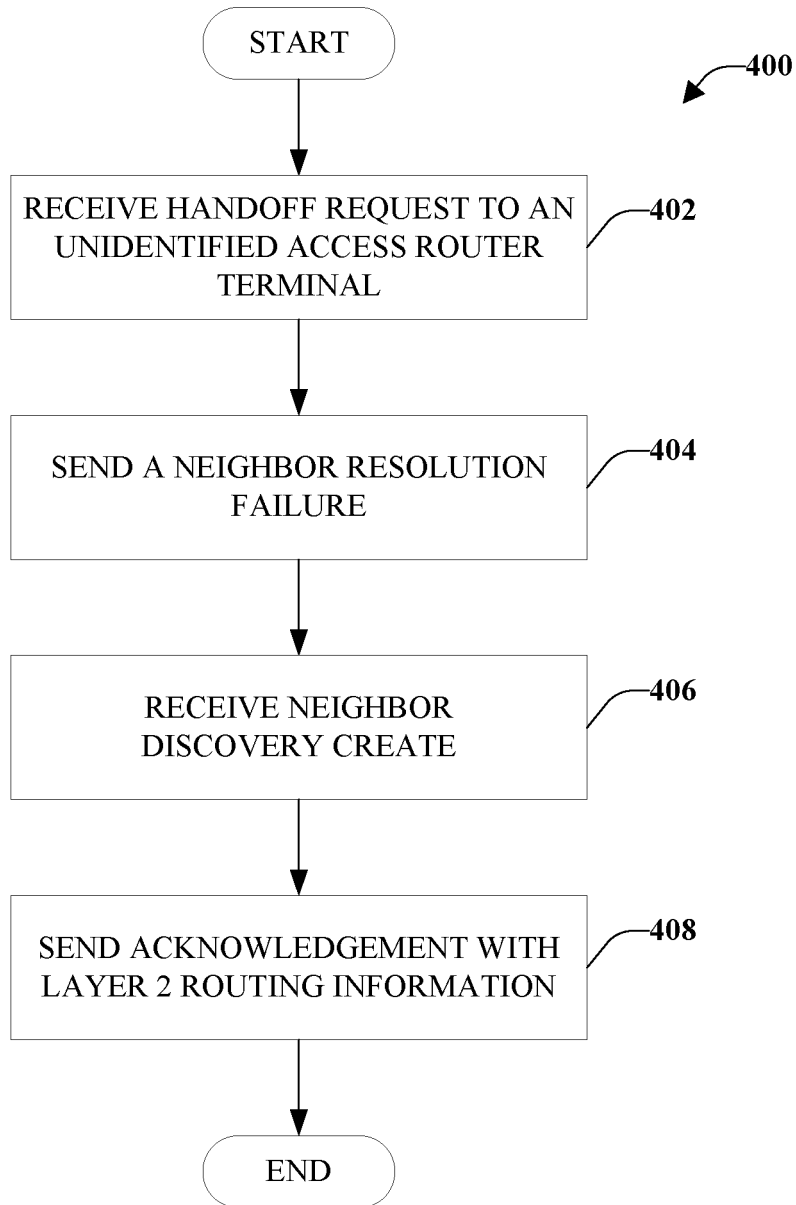 START
400
RECEIVE HANDOFF REQUEST TO AN
UNIDENTIFIED ACCESS ROUTER
TERMINAL
402
SEND A NEIGHBOR RESOLUTION
FAILURE
404
RECEIVE NEIGHBOR
DISCOVERY CREATE
406
SEND ACKNOWLEDGEMENT WITH
LAYER 2 ROUTING INFORMATION
408
END